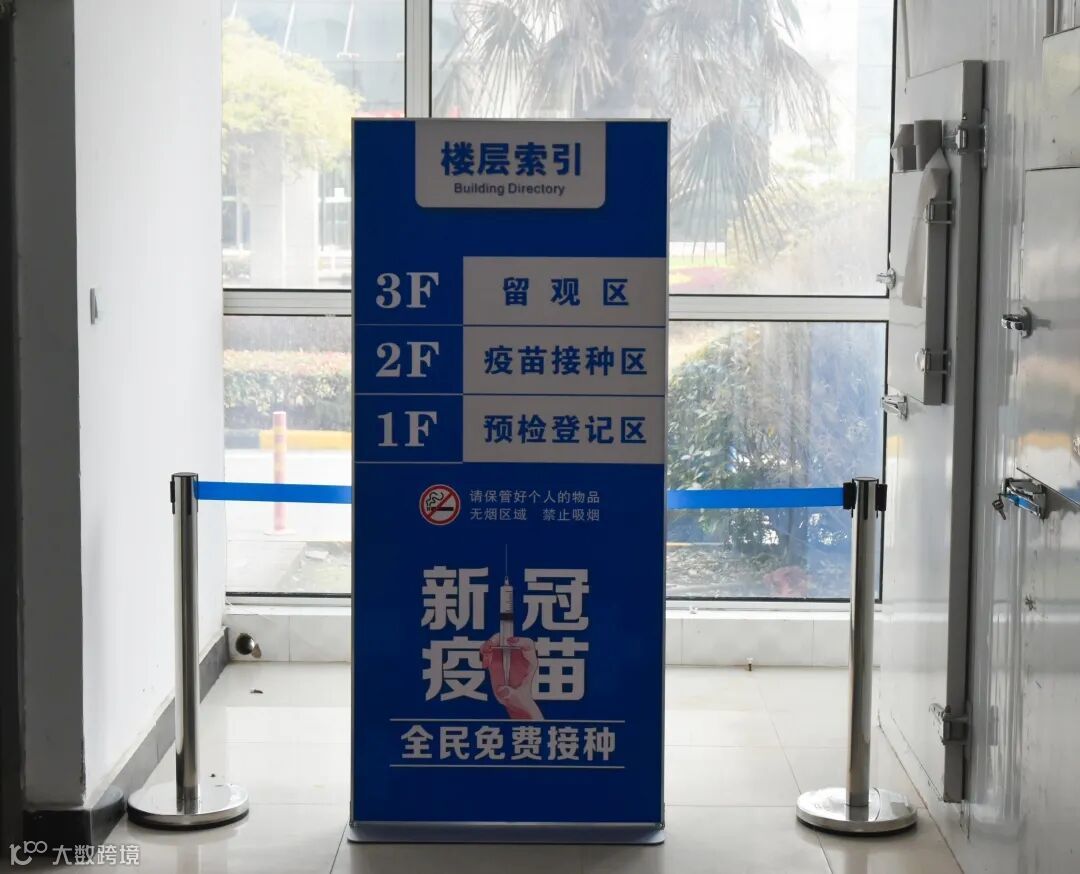 楼层索引
Building Directory
3F 留观区
2F 疫苗接种区
1F 预检登记区
请保管好个人的物品
无烟区域 禁止吸烟
新冠
疫苗
全民免费接种
大数跨境